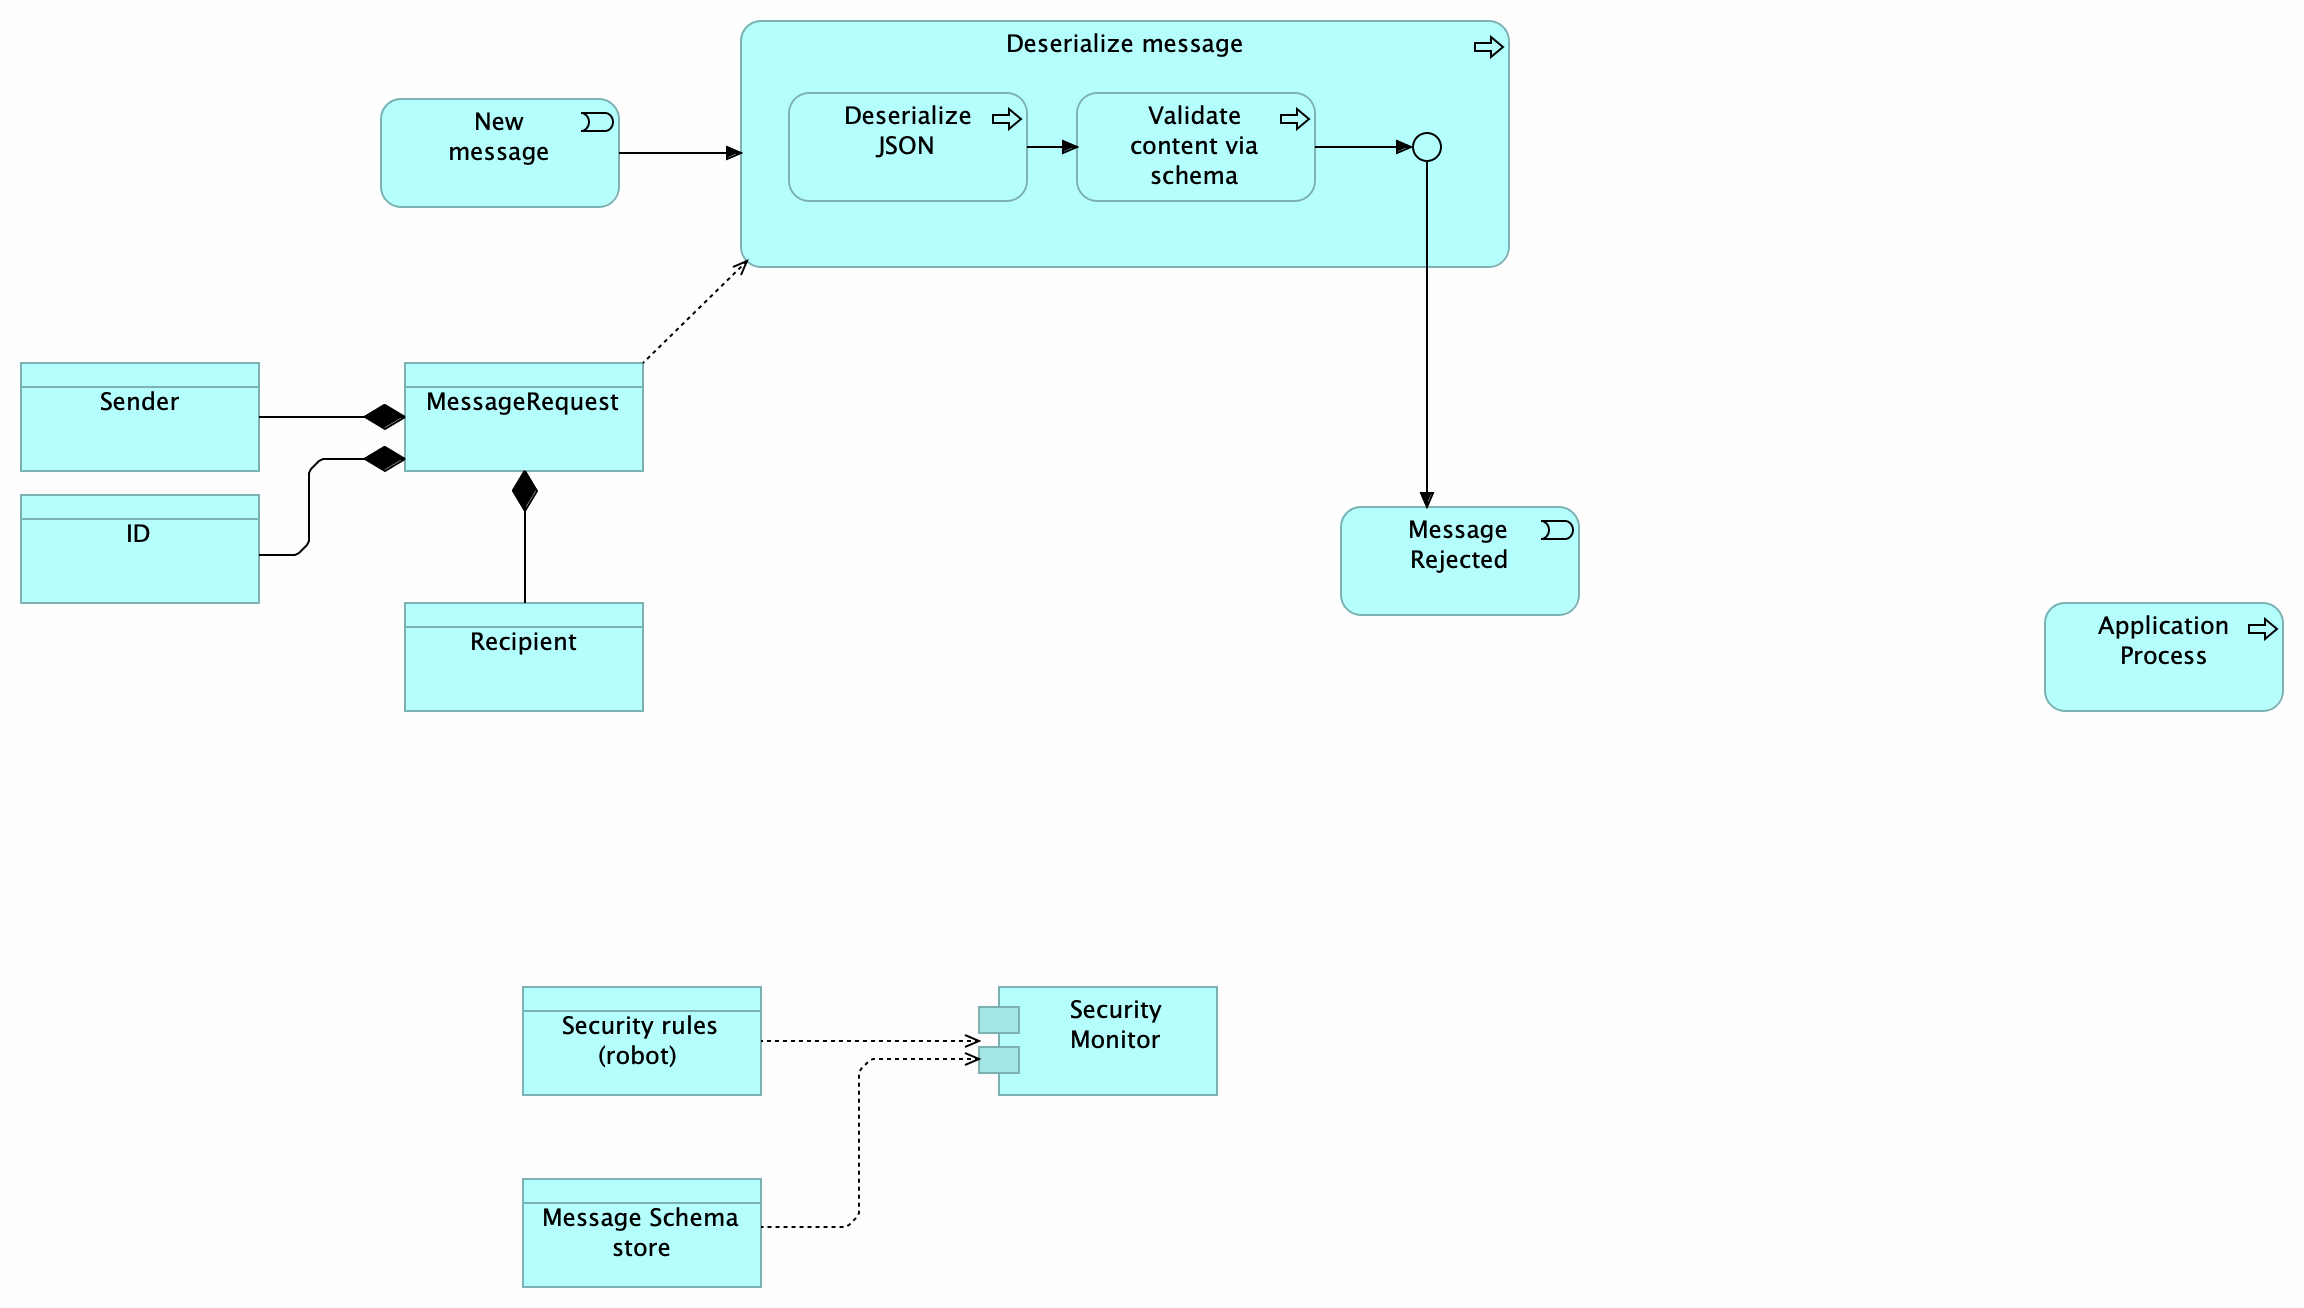 Deserialize message
New
message
Deserialize
JSON
Validate
content via
schema
Sender
MessageRequest
ID
Recipient
Message
Rejected
Application
Process
Security rules
(robot)
Security
Monitor
Message Schema
store